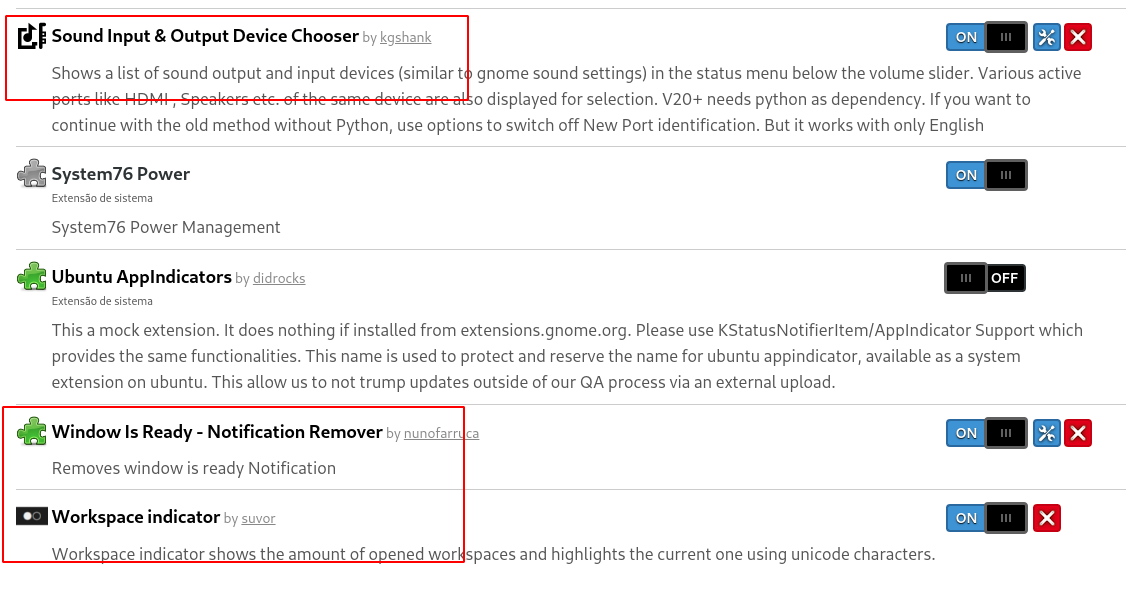 Sound Input & Output Device Chooser by kgshank
ON
Shows a list of sound output and input devices (similar to gnome sound settings) in the status menu below the volume slider. Various active
ports like HDMI , Speakers etc. of the same device are also displayed for selection. V20+ needs python as dependency. If you want to
continue with the old method without Python, use options to switch off New Port identification. But it works with only English
System76 Power
ON
Extensão de sistema
System76 Power Management
Ubuntu AppIndicators by didrocks
OFF
Extensão de sistema
This a mock extension. It does nothing if installed from extensions.gnome.org. Please use KStatusNotifierItem/AppIndicator Support which
provides the same functionalities. This name is used to protect and reserve the name for ubuntu appindicator, available as a system
extension on ubuntu. This allow us to not trump updates outside of our QA process via an external upload.
Window Is Ready - Notification Remover by nunofarruca
ON
Removes window is ready Notification
Workspace indicator by suvor
ON
Workspace indicator shows the amount of opened workspaces and highlights the current one using unicode characters.